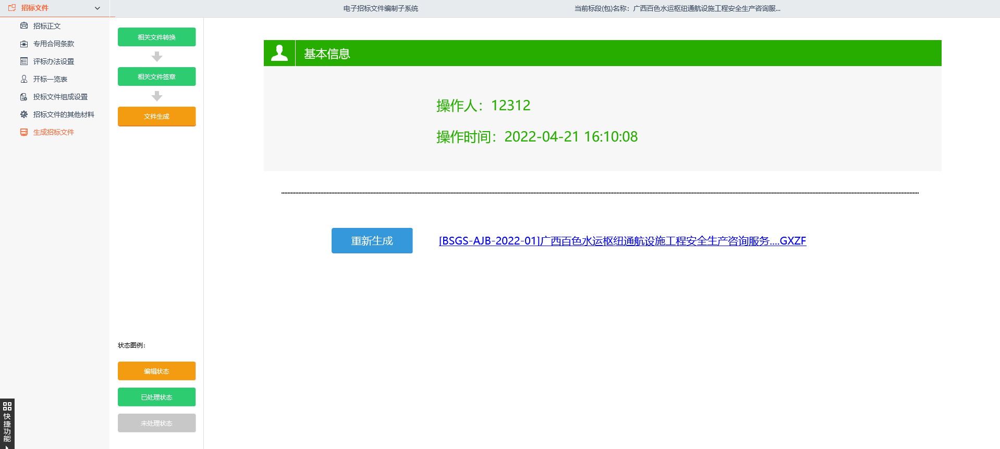 招标文件
电子招标文件编制子系统
当前标段(包)名称：广西百色水运枢纽通航设施工程安全生产咨询服...
招标正文
专用合同条款
评标办法设置
开标一览表
投标文件组成设置
招标文件的其他材料
生成招标文件
相关文件转换
相关文件签章
文件生成
基本信息
操作人：12312
操作时间：2022-04-21 16:10:08
重新生成
[BSGS-AJB-2022-01]广西百色水运枢纽通航设施工程安全生产咨询服务....GXZF
状态图例：
编辑状态
已处理状态
未处理状态
快捷功能